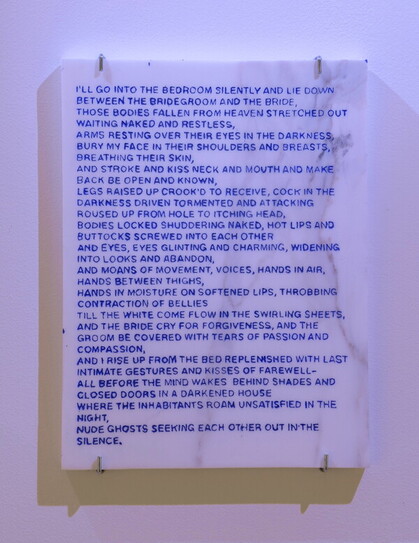 I'LL GO INTO THE BEDROOM SILENTLY AND LIE DOWN
BETWEEN THE BRIDEGROOM AND THE BRIDE,
THOSE BODIES FALLEN FROM HEAVEN STRETCHED OUT
WAITING NAKED AND RESTLESS,
ARMS RESTING OVER THEIR EYES IN THE DARKNESS,
BURY MY FACE IN THEIR SHOULDERS AND BREASTS,
BREATHING THEIR SKIN,
AND STROKE AND KISS NECK AND MOUTH AND MAKE
BACK BE OPEN AND KNOWN,
LEGS RAISED UP CROOK'D TO RECEIVE, COCK IN THE
DARKNESS DRIVEN TORMENTED AND ATTACKING
ROUSED UP FROM HOLE TO ITCHING HEAD,
BODIES LOCKED SHUDDERING NAKED, HOT LIPS AND
BUTTOCKS SCREWED INTO EACH OTHER
AND EYES, EYES GLINTING AND CHARMING, WIDENING
INTO LOOKS AND ABANDON,
AND MOANS OF MOVEMENT, VOICES, HANDS IN AIR,
HANDS BETWEEN THIGHS,
HANDS IN MOISTURE ON SOFTENED LIPS, THROBBING
CONTRACTION OF BELLIES
TILL THE WHITE COME FLOW IN THE SWIRLING SHEETS,
AND THE BRIDE CRY FOR FORGIVENESS, AND THE
GROOM BE COVERED WITH TEARS OF PASSION AND
COMPASSION,
AND I RISE UP FROM THE BED REPLENISHED WITH LAST
INTIMATE GESTURES AND KISSES OF FAREWELL-
ALL BEFORE THE MIND WAKES BEHIND SHADES AND
CLOSED DOORS IN A DARKENED HOUSE
WHERE THE INHABITANTS ROAM UNSATISFIED IN THE
NIGHT,
NUDE GHOSTS SEEKING EACH OTHER OUT IN THE
SILENCE.